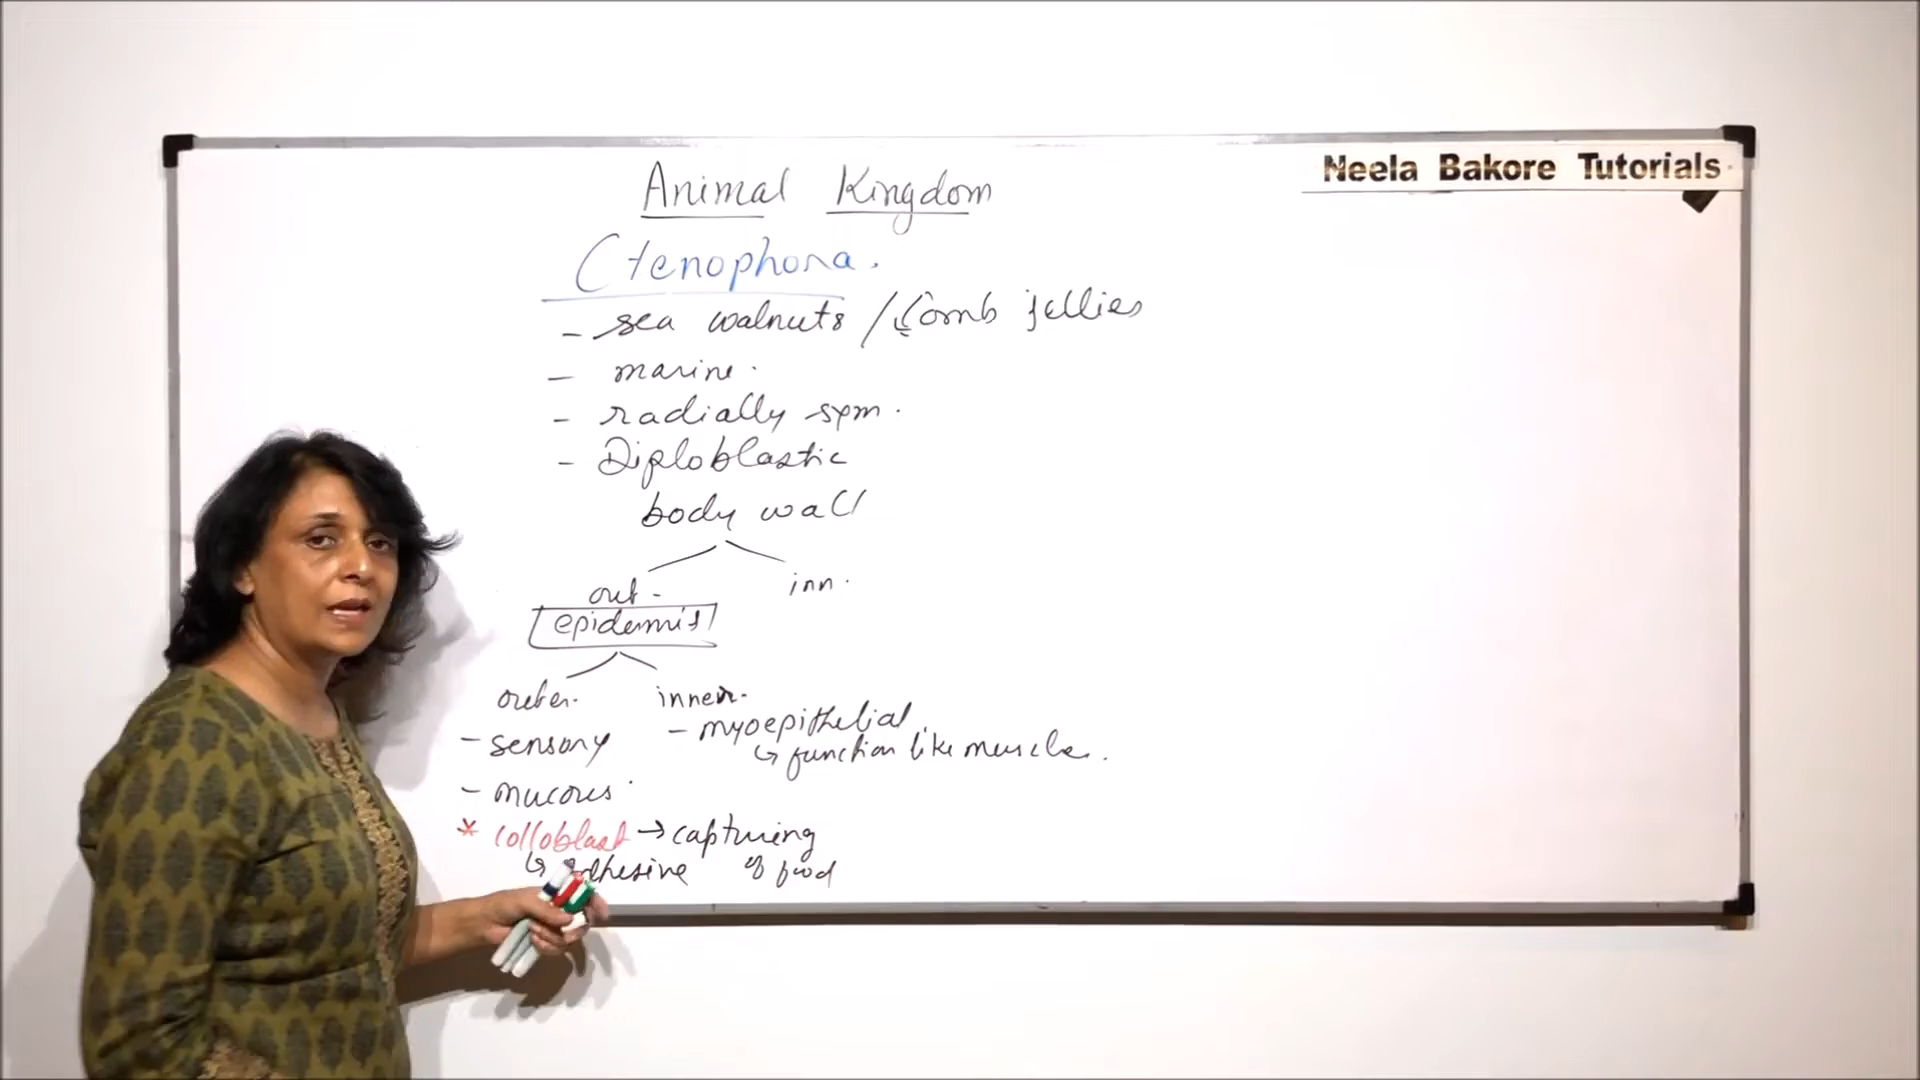 Neela Bakore Tutorials
Animal Kingdom
Ctenophora.
- sea walnuts / Comb jellies
- marine.
- radially sym.
- Diploblastic
body wall
out - inn.
epidermis
outer. inner.
- sensory - myoepithelial
↳ function like muscle.
- mucous
* colloblast → capturing
↳ adhesive of food